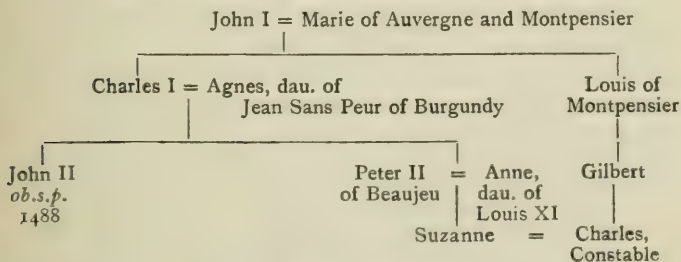 John I = Marie of Auvergne and Montpensier
Charles I = Agnes, dau. of
Jean Sans Peur of Burgundy
Louis of
Montpensier
John II
ob.s.p.
1488
Peter II = Anne,
of Beaujeu dau. of
Louis XI
Gilbert
Suzanne = Charles,
Constable